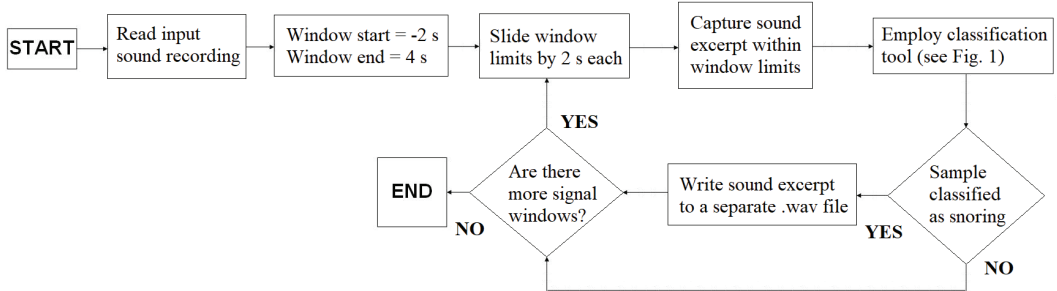 START
Read input
sound recording
Window start = -2 s
Window end = 4 s
Slide window
limits by 2 s each
Capture sound
excerpt within
window limits
Employ classification
tool (see Fig. 1)
Sample
classified
as snoring
YES
NO
Write sound excerpt
to a separate .wav file
Are there
more signal
windows?
YES
NO
END